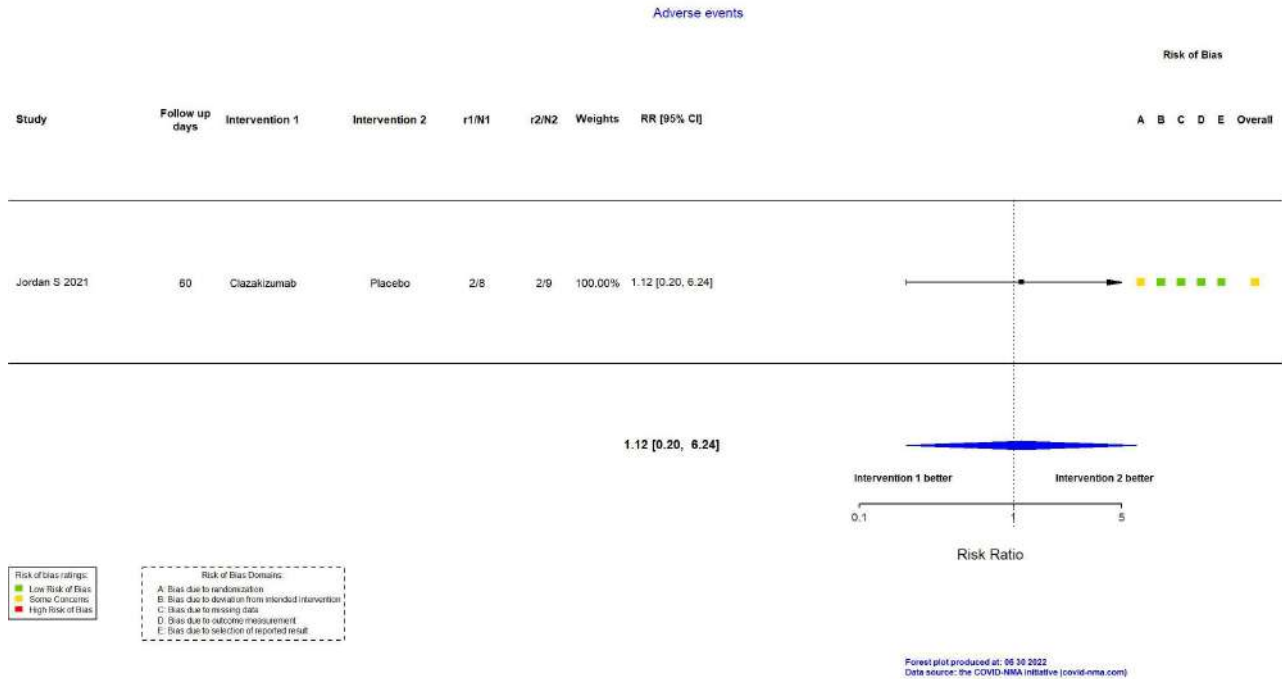 Adverse events
Risk of Bias
Study Follow up days Intervention 1 Intervention 2 r1/N1 r2/N2 Weights RR [95% CI] A B C D E Overall
Jordan S 2021 60 Clazakizumab Placebo 2/8 2/9 100.00% 1.12 [0.20, 6.24]
1.12 [0.20, 6.24]
Intervention 1 better Intervention 2 better
0.1 1 5
Risk Ratio
Risk of bias ratings:
Low Risk of Bias
Some Concerns
High Risk of Bias
Risk of Bias Domains:
A: Bias due to randomization
B: Bias due to deviation from intended intervention
C: Bias due to missing data
D: Bias due to outcome measurement
E: Bias due to selection of reported result
Forest plot produced at: 06 30 2022
Data source: the COVID-NMA initiative (covid-nma.com)